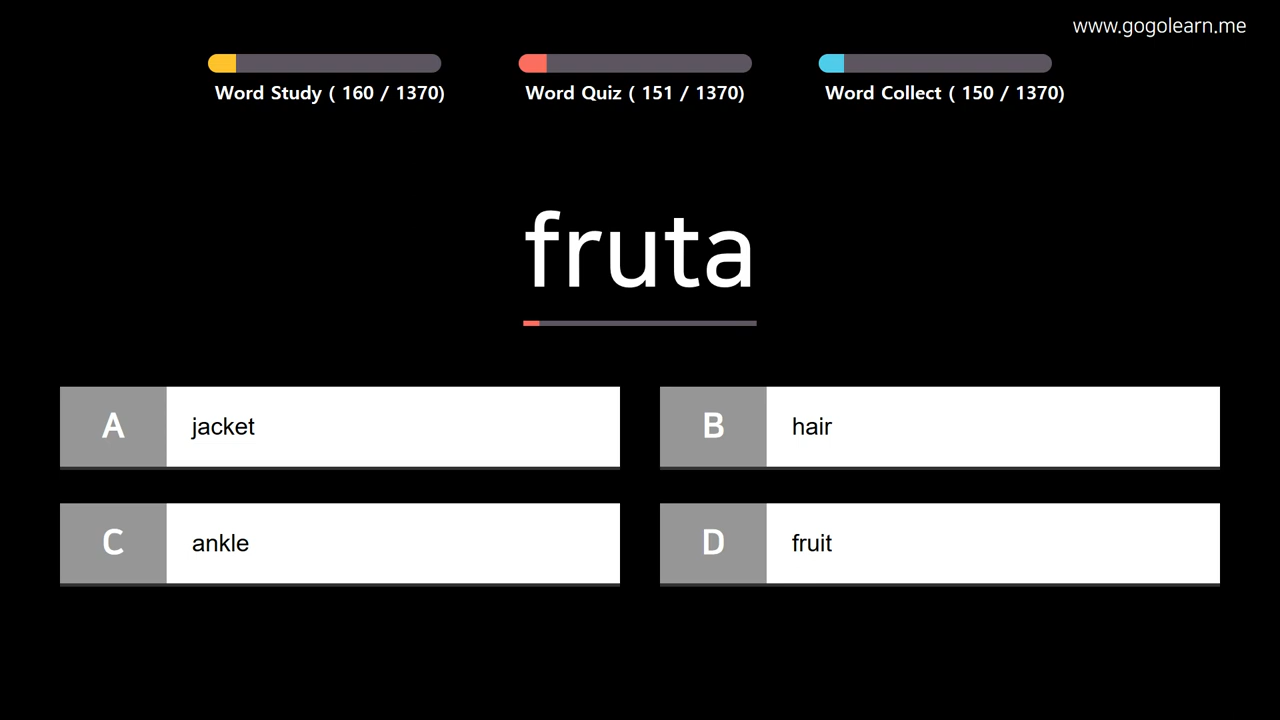 www.gogolearn.me
Word Study ( 160 / 1370)
Word Quiz ( 151 / 1370)
Word Collect ( 150 / 1370)
fruta
A jacket
B hair
C ankle
D fruit